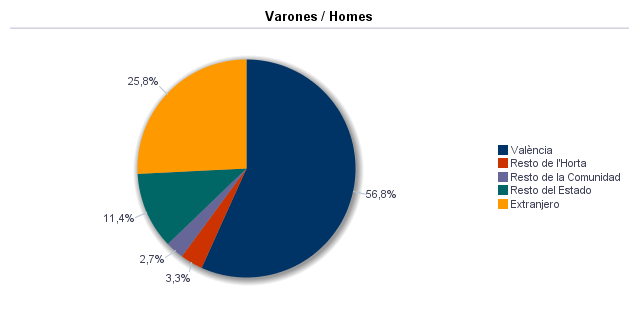 Varones / Homes
25,8%
56,8%
11,4%
2,7%
3,3%
València
Resto de l'Horta
Resto de la Comunidad
Resto del Estado
Extranjero